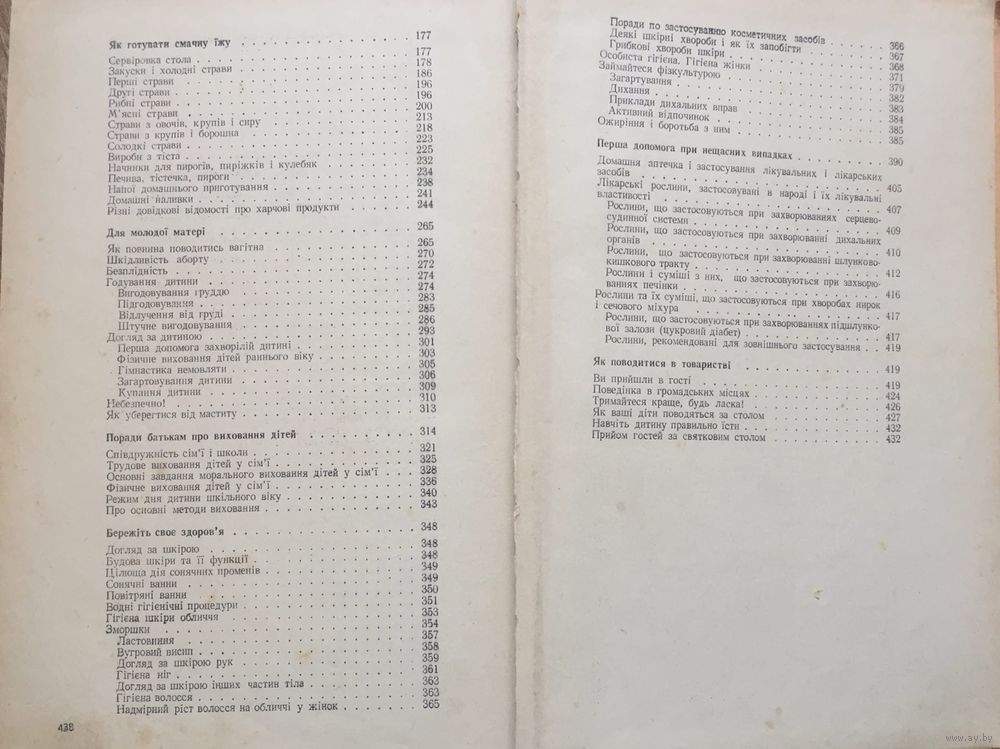 Як готувати смачну їжу . . . 177
Сервіровка стола . . . 177
Закуски і холодні страви . . . 178
Перші страви . . . 186
Другі страви . . . 196
Рибні страви . . . 196
М'ясні страви . . . 200
Страви з овочів, крупів і сиру . . . 213
Страви з крупів і борошна . . . 218
Солодкі страви . . . 223
Вироби з тіста . . . 225
Начинки для пирогів, пиріжків і кулебяк . . . 232
Печива, тістечка, пироги . . . 234
Напої домашнього приготування . . . 238
Домашні наливки . . . 241
Різні довідкові відомості про харчові продукти . . . 244
Для молодої матері . . . 265
Як повинна поводитись вагітна . . . 265
Шкідливість аборту . . . 270
Безплідність . . . 272
Годування дитини . . . 274
Вигодовування груддю . . . 274
Підгодовування . . . 283
Відлучення від груді . . . 285
Штучне вигодовування . . . 286
Догляд за дитиною . . . 293
Перша допомога захворілій дитині . . . 301
Фізичне виховання дітей раннього віку . . . 303
Гімнастика немовляти . . . 305
Загартовування дитини . . . 306
Купання дитини . . . 309
Небезпечно! . . . 310
Як уберегтися від маститу . . . 313
Поради батькам про виховання дітей . . . 314
Співдружність сім'ї і школи . . . 321
Трудове виховання дітей у сім'ї . . . 325
Основні завдання морального виховання дітей у сім'ї . . . 328
Фізичне виховання дітей у сім'ї . . . 336
Режим дня дитини шкільного віку . . . 340
Про основні методи виховання . . . 343
Бережіть своє здоров'я . . . 348
Догляд за шкірою . . . 348
Будова шкіри та її функції . . . 348
Цілюща дія сонячних променів . . . 349
Сонячні ванни . . . 349
Повітряні ванни . . . 350
Водні гігієнічні процедури . . . 351
Гігієна шкіри обличчя . . . 353
Зморшки . . . 354
Ластовиння . . . 357
Вугровий висип . . . 358
Догляд за шкірою рук . . . 359
Гігієна ніг . . . 361
Догляд за шкірою інших частин тіла . . . 363
Гігієна волосся . . . 363
Надмірний ріст волосся на обличчі у жінок . . . 365
438
Поради по застосуванню косметичних засобів . . . 366
Деякі шкірні хвороби і як їх запобігти . . . 367
Грибкові хвороби шкіри . . . 368
Особиста гігієна. Гігієна жінки . . . 371
Займайтеся фізкультурою . . . 379
Загартування . . . 382
Дихання . . . 383
Приклади дихальних вправ . . . 384
Активний відпочинок . . . 385
Ожиріння і боротьба з ним . . . 385
Перша допомога при нещасних випадках . . . 390
Домашня аптечка і застосування лікувальних і лікарських
засобів . . . 405
Лікарські рослини, застосовувані в народі і їх лікувальні
властивості . . . 407
Рослини, що застосовуються при захворюваннях серцево-
судинної системи . . . 409
Рослини, що застосовуються при захворюванні дихальних
органів . . . 410
Рослини, що застосовуються при захворюванні шлунково-
кишкового тракту . . . 412
Рослини і суміші з них, що застосовуються при захворю-
ваннях печінки . . . 416
Рослини та їх суміші, що застосовуються при хворобах нирок
і сечового міхура . . . 417
Рослини, що застосовуються при захворюванні підшлунко-
вої залози (цукровий діабет) . . . 417
Рослини, рекомендовані для зовнішнього застосування . . 419
Як поводитися в товаристві . . . 419
Ви прийшли в гості . . . 419
Поведінка в громадських місцях . . . 424
Тримайтеся краще, будь ласка! . . . 426
Як ваші діти поводяться за столом . . . 427
Навчіть дитину правильно їсти . . . 432
Прийом гостей за святковим столом . . . 432
www.ay.by